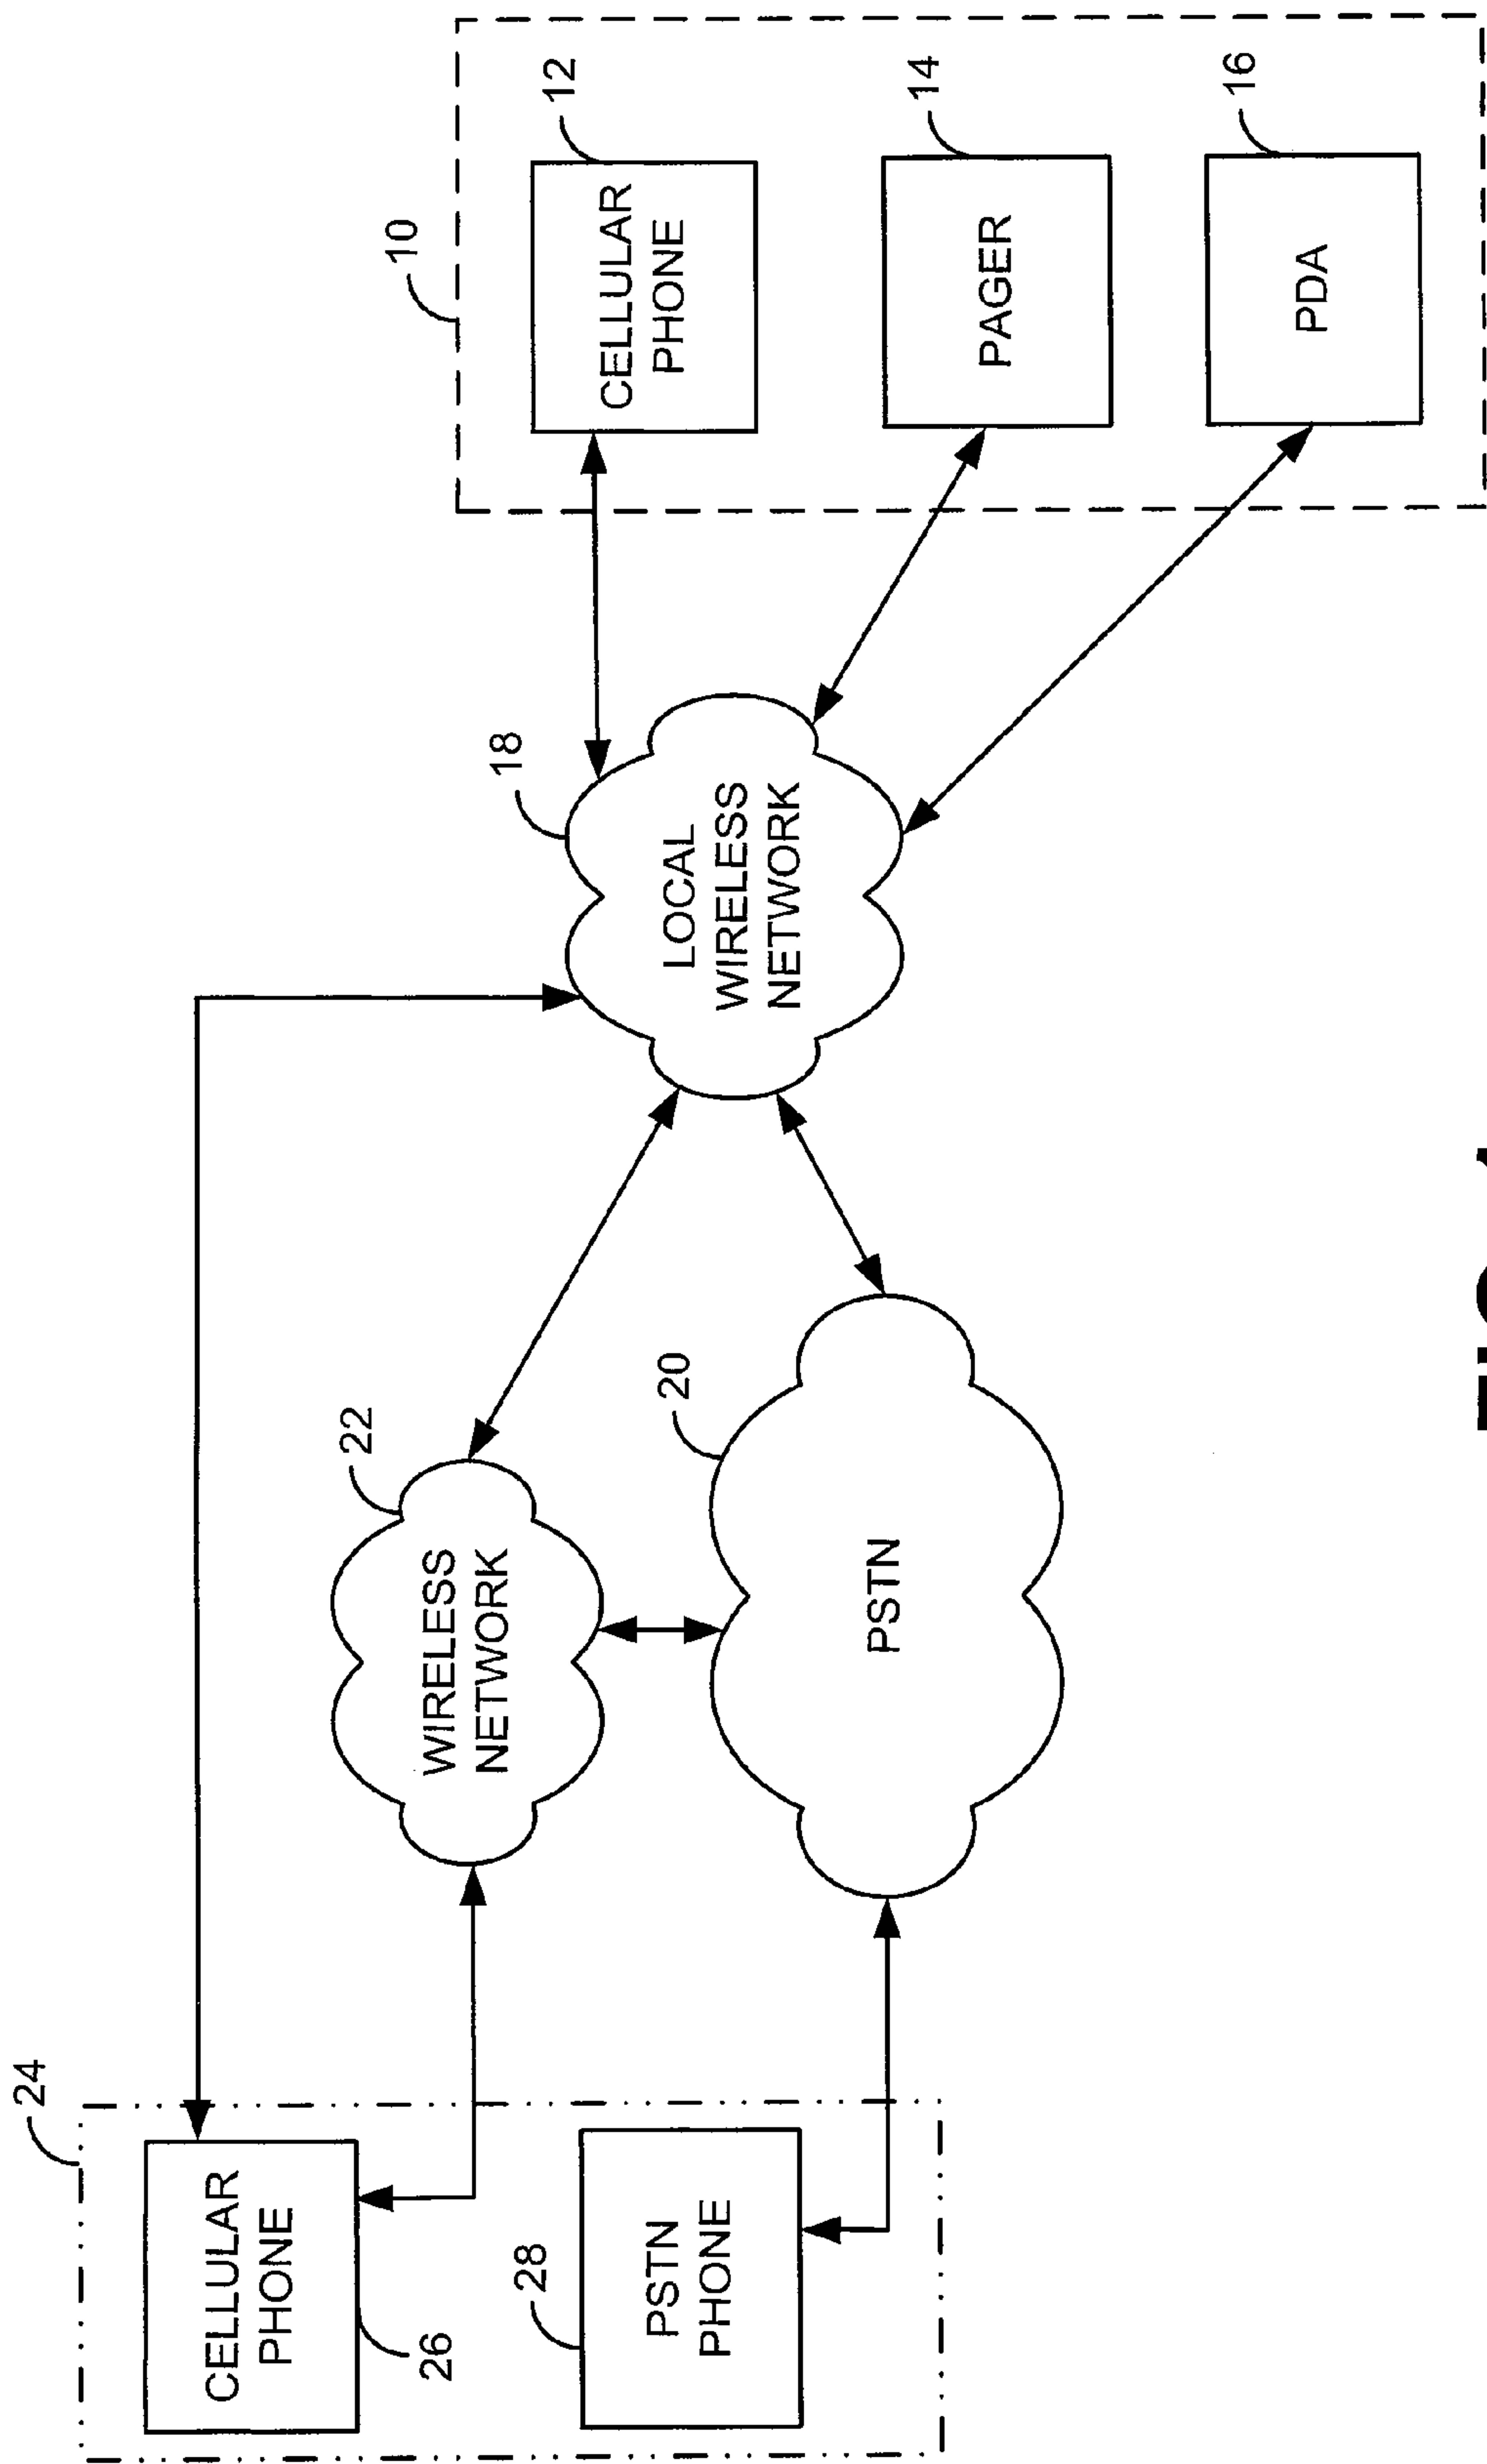 24
CELLULAR
PHONE
26
28
PSTN
PHONE
22
WIRELESS
NETWORK
20
PSTN
18
LOCAL
WIRELESS
NETWORK
10
12
CELLULAR
PHONE
14
PAGER
16
PDA